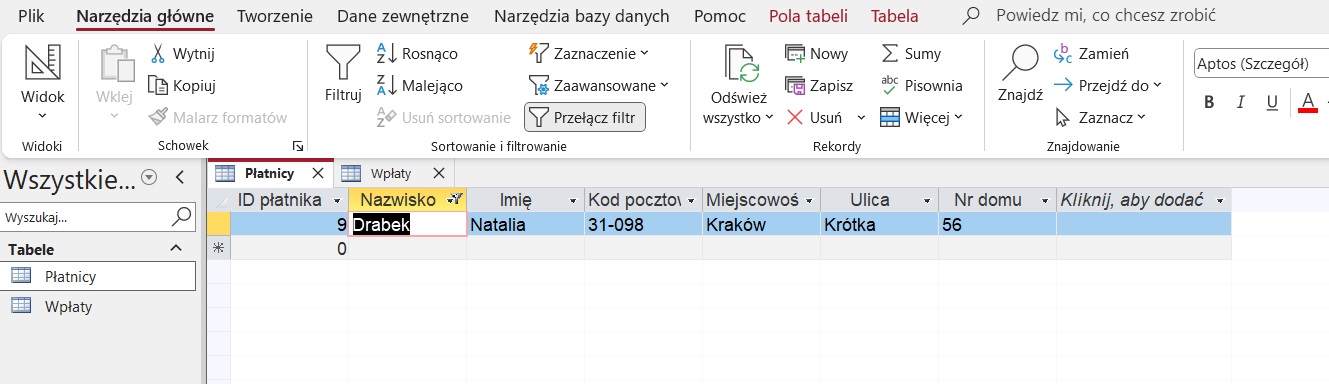 Plik Narzędzia główne Tworzenie Dane zewnętrzne Narzędzia bazy danych Pomoc Pola tabeli Tabela Powiedz mi, co chcesz zrobić
Widok
Widoki
Wklej
Wytnij
Kopiuj
Malarz formatów
Schowek
Filtruj
Rosnąco
Malejąco
Usuń sortowanie
Zaznaczenie
Zaawansowane
Przełącz filtr
Sortowanie i filtrowanie
Odśwież
wszystko
Nowy
Zapisz
Usuń
Sumy
Pisownia
Więcej
Rekordy
Znajdź
Zamień
Przejdź do
Zaznacz
Znajdowanie
Aptos (Szczegół)
B I U A
Wszystkie...
Wyszukaj...
Tabele
Płatnicy
Wpłaty
Płatnicy Wpłaty
ID płatnika Nazwisko Imię Kod pocztow Miejscowoś Ulica Nr domu Kliknij, aby dodać
9 Drabek Natalia 31-098 Kraków Krótka 56
0